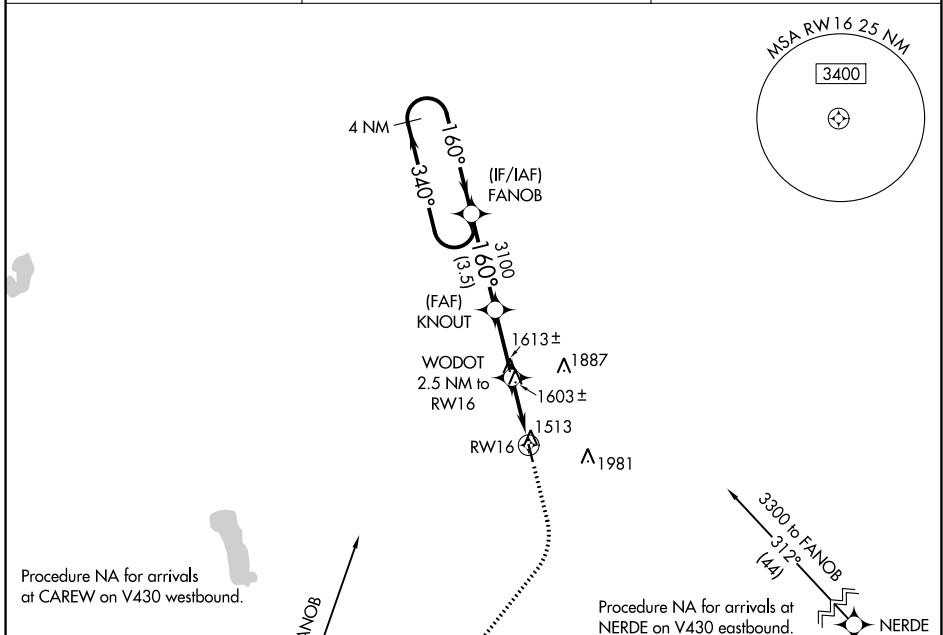 MSA RW16 25 NM
3400
4 NM
160°
340°
(IF/IAF)
FANOB
3100
160°
(3.5)
(FAF)
KNOUT
1613±
WODOT
2.5 NM to
RW16
1887
1603±
1513
RW16
1981
3300 to FANOB
312°
(44)
Procedure NA for arrivals
at CAREW on V430 westbound.
ANOB
Procedure NA for arrivals at
NERDE on V430 eastbound.
NERDE